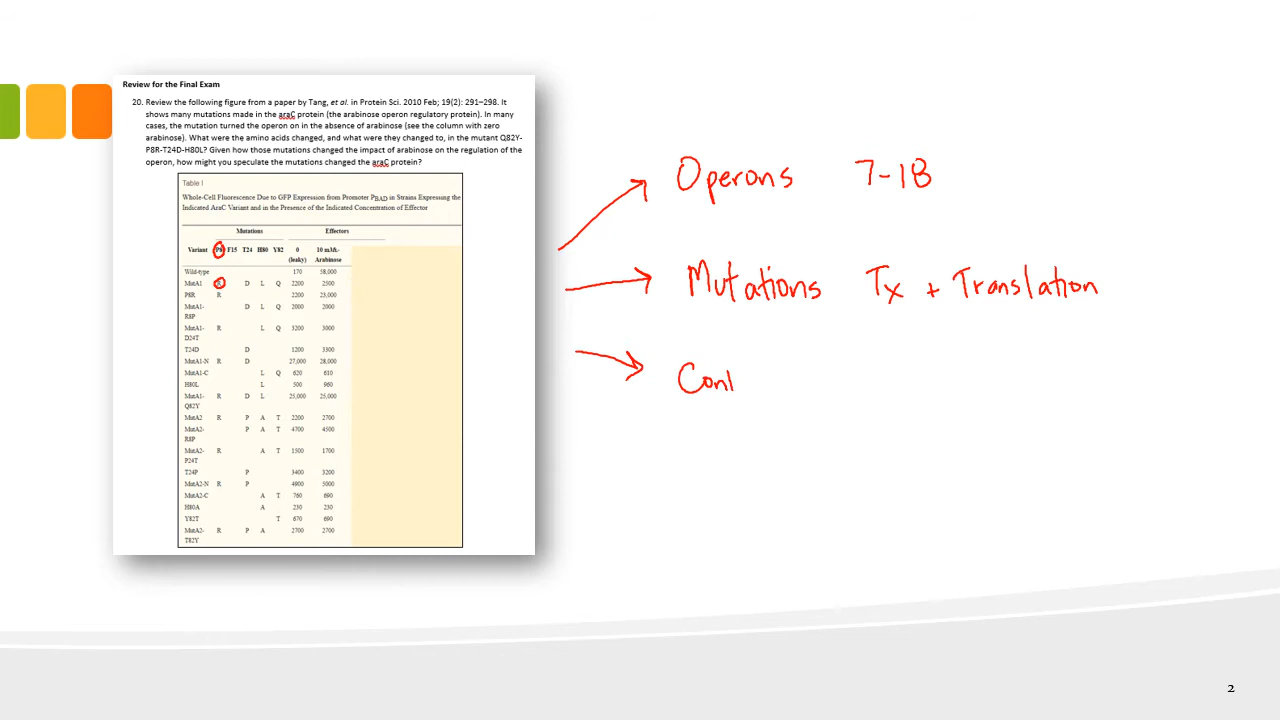 Review for the Final Exam
20. Review the following figure from a paper by Tang, et al. in Protein Sci. 2010 Feb; 19(2): 291–298. It
shows many mutations made in the araC protein (the arabinose operon regulatory protein). In many
cases, the mutation turned the operon on in the absence of arabinose (see the column with zero
arabinose). What were the amino acids changed, and what were they changed to, in the mutant Q82Y-
P8R-T24D-H80L? Given how those mutations changed the impact of arabinose on the regulation of the
operon, how might you speculate the mutations changed the araC protein?
Table I
Whole-Cell Fluorescence Due to GFP Expression from Promoter PBAD in Strains Expressing the
Indicated AraC Variant and in the Presence of the Indicated Concentration of Effector
Mutations Effectors
Variant P8 F15 T24 H80 Y82 0 10 mM L-
(leaky) Arabinose
Wild-type 170 38,000
MutA1 R D L Q 2200 2500
P8R R 2200 23,000
MutA1- D L Q 2000 2000
R8P
MutA1- R L Q 3200 3000
D24T
T24D D 1200 3300
MutA1-N R D 27,000 28,000
MutA1-C L Q 620 610
H80L L 500 960
MutA1- R D L 25,000 25,000
Q82Y
MutA2 R P A T 2200 2700
MutA2- P A T 4700 4500
R8P
MutA2- R A T 1500 1700
P24T
T24P P 3400 3200
MutA2-N R P 4900 5000
MutA2-C A T 760 690
H80A A 230 230
Y82T T 670 690
MutA2- R P A 2700 2700
T82Y
Operons 7-18
Mutations Tx + Translation
Con
2